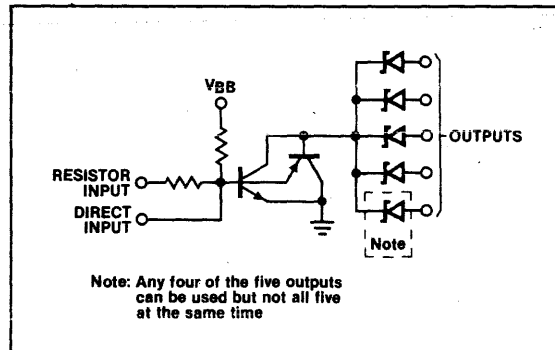 VBB
RESISTOR
INPUT
DIRECT
INPUT
OUTPUTS
Note
Note: Any four of the five outputs
can be used but not all five
at the same time